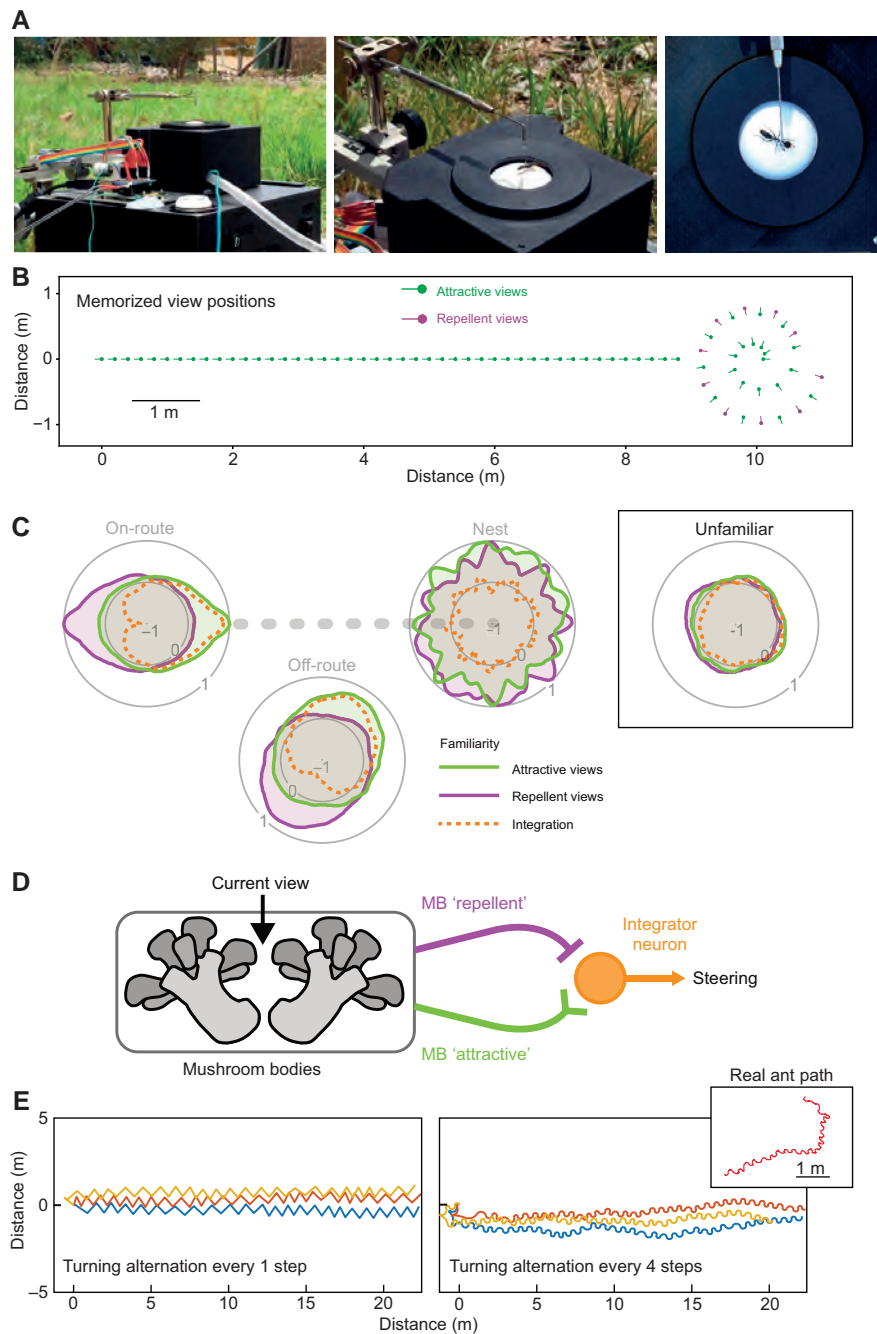 A
B
Memorized view positions
Attractive views
Repellent views
1
0
−1
Distance (m)
1 m
0
2
4
6
8
10
Distance (m)
C
On-route
−1
0
1
Nest
-1
0
1
Unfamiliar
-1
0
1
Off-route
−1
0
1
Familiarity
Attractive views
Repellent views
Integration
D
Current view
Mushroom bodies
MB ‘repellent’
MB ‘attractive’
Integrator
neuron
Steering
E
Real ant path
1 m
5
0
−5
Distance (m)
Turning alternation every 1 step
Turning alternation every 4 steps
0
5
10
15
20
0
5
10
15
20
Distance (m)